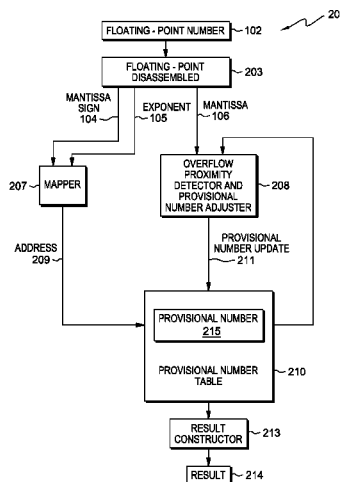 20
FLOATING - POINT NUMBER
102
FLOATING - POINT
DISASSEMBLED
203
MANTISSA
SIGN
104
EXPONENT
105
MANTISSA
106
207
MAPPER
OVERFLOW
PROXIMITY
DETECTOR AND
PROVISIONAL
NUMBER ADJUSTER
208
ADDRESS
209
PROVISIONAL
NUMBER UPDATE
211
PROVISIONAL NUMBER
215
PROVISIONAL NUMBER
TABLE
210
RESULT
CONSTRUCTOR
213
RESULT
214